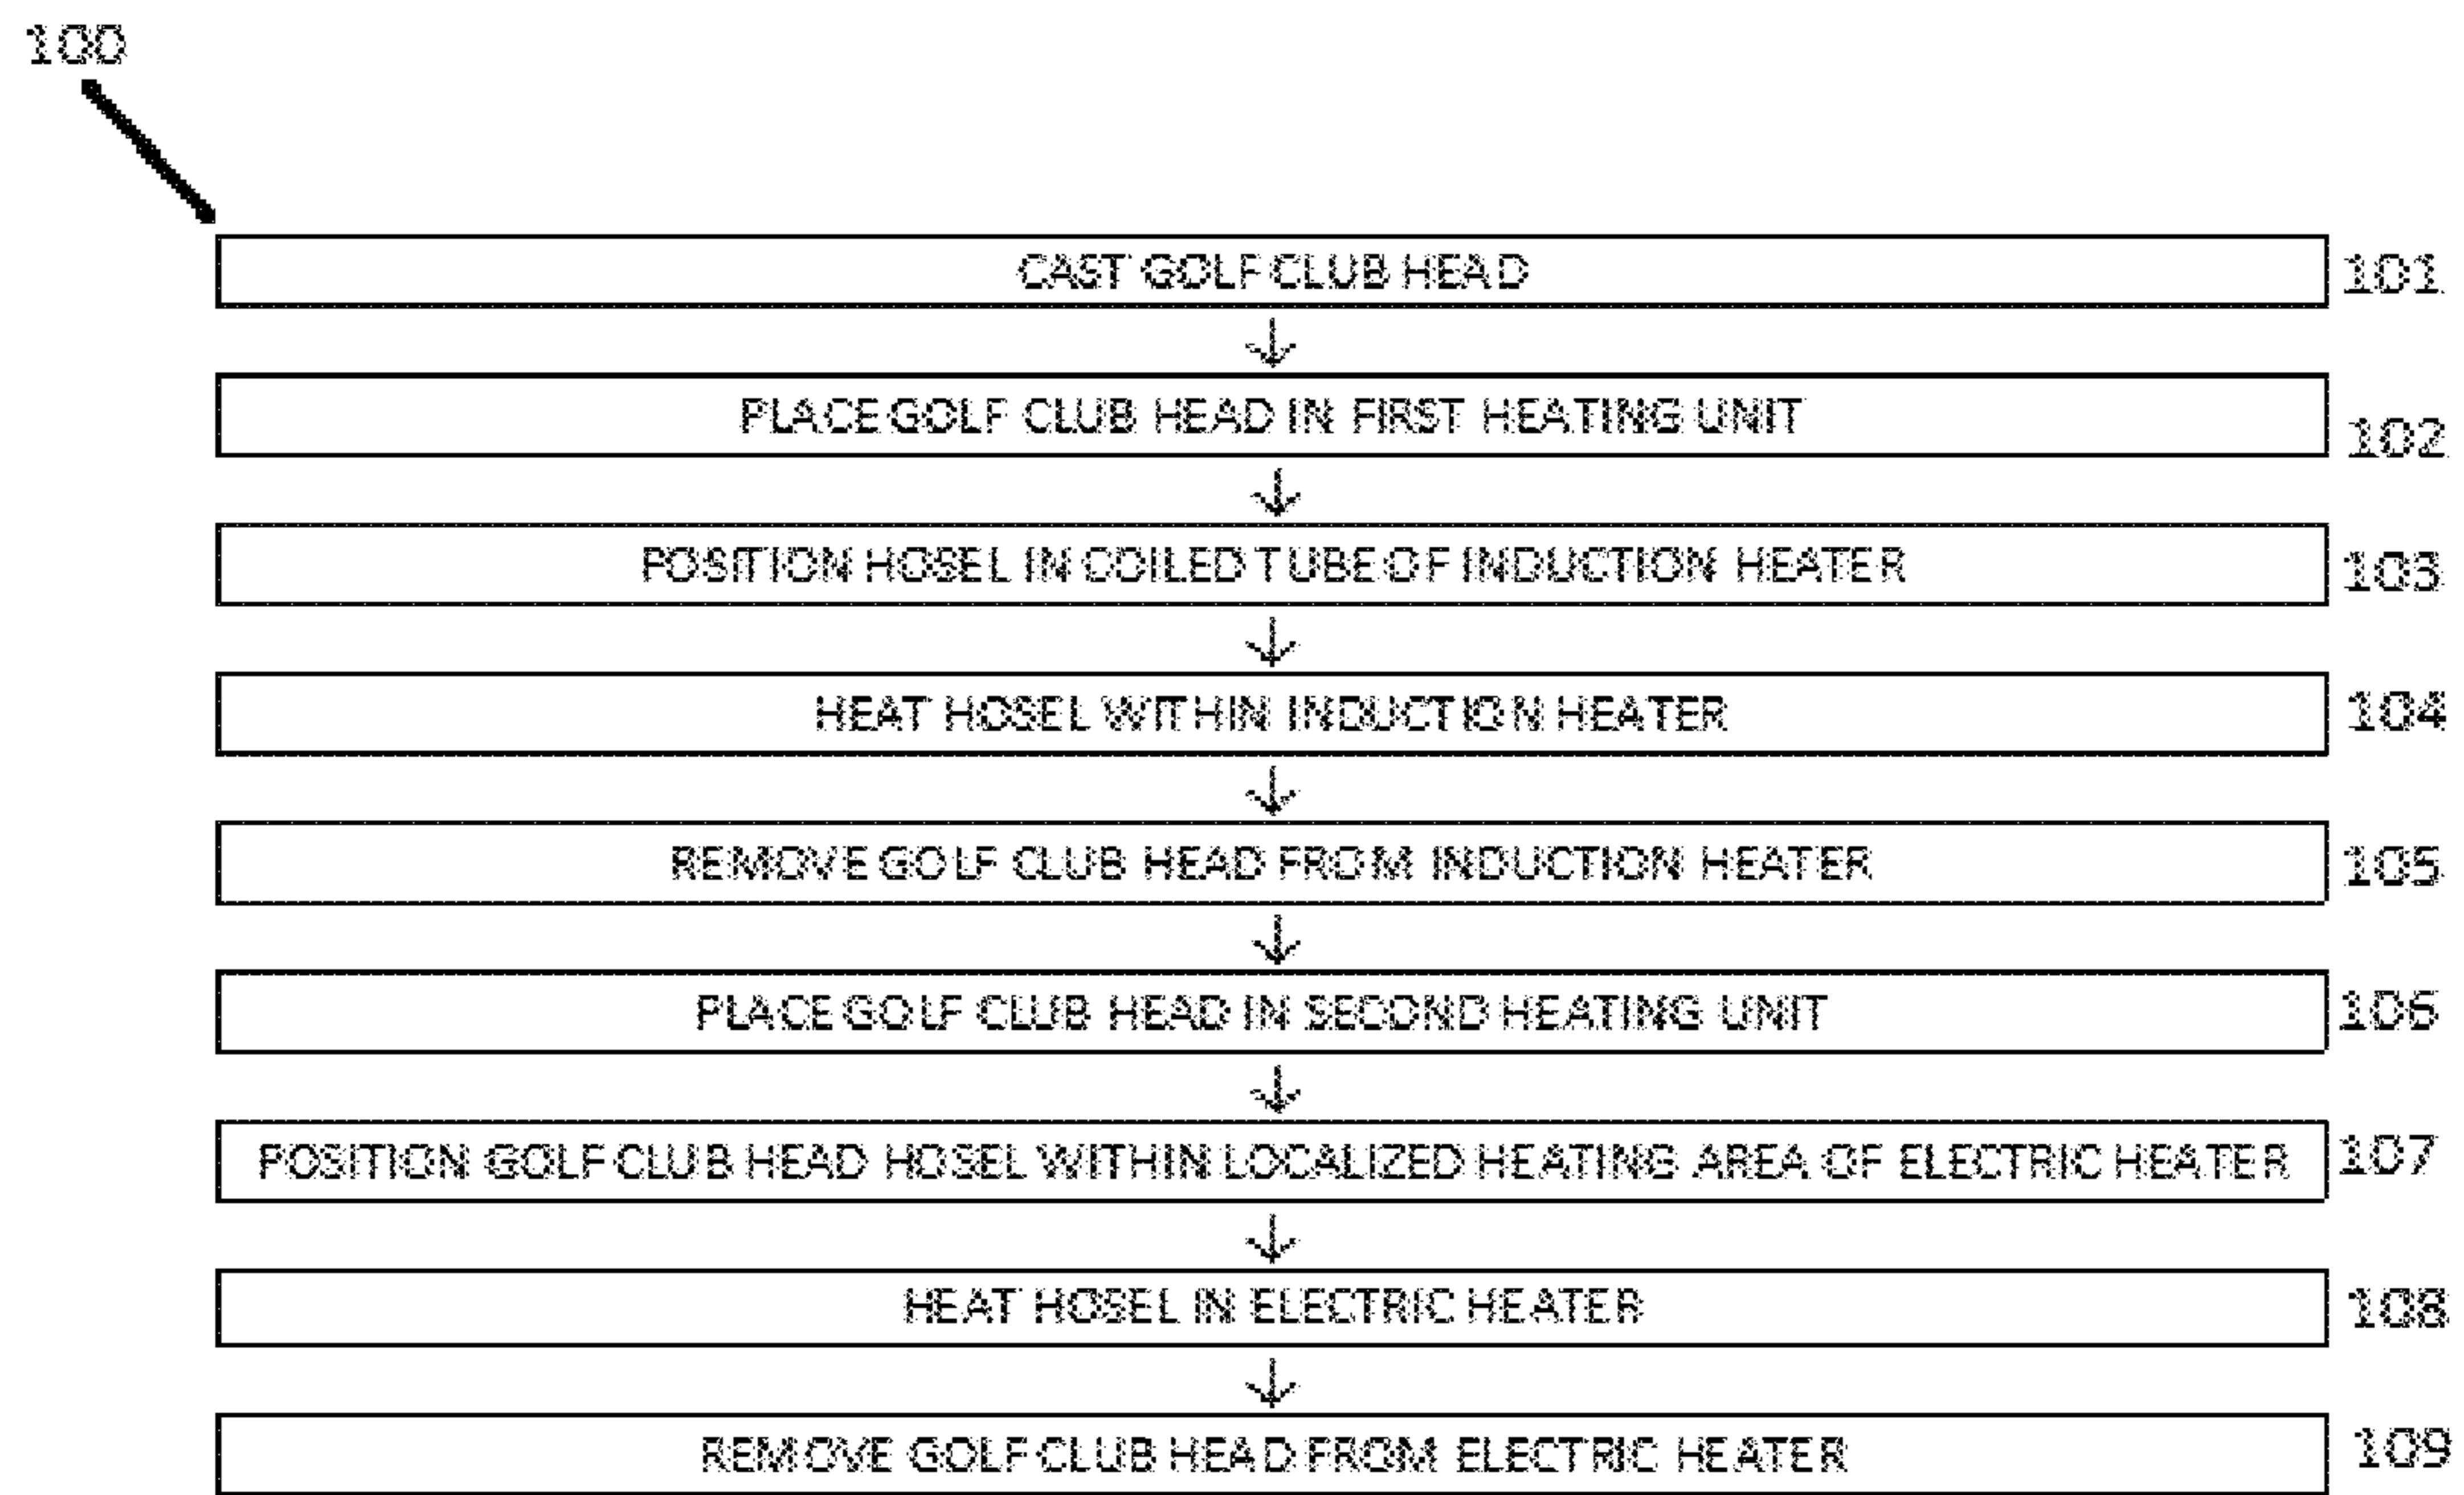 100
CAST GOLF CLUB HEAD 101
PLACE GOLF CLUB HEAD IN FIRST HEATING UNIT 102
POSITION HOSEL IN COILED TUBE OF INDUCTION HEATER 103
HEAT HOSEL WITHIN INDUCTION HEATER 104
REMOVE GOLF CLUB HEAD FROM INDUCTION HEATER 105
PLACE GOLF CLUB HEAD IN SECOND HEATING UNIT 106
POSITION GOLF CLUB HEAD HOSEL WITHIN LOCALIZED HEATING AREA OF ELECTRIC HEATER 107
HEAT HOSEL IN ELECTRIC HEATER 108
REMOVE GOLF CLUB HEAD FROM ELECTRIC HEATER 109